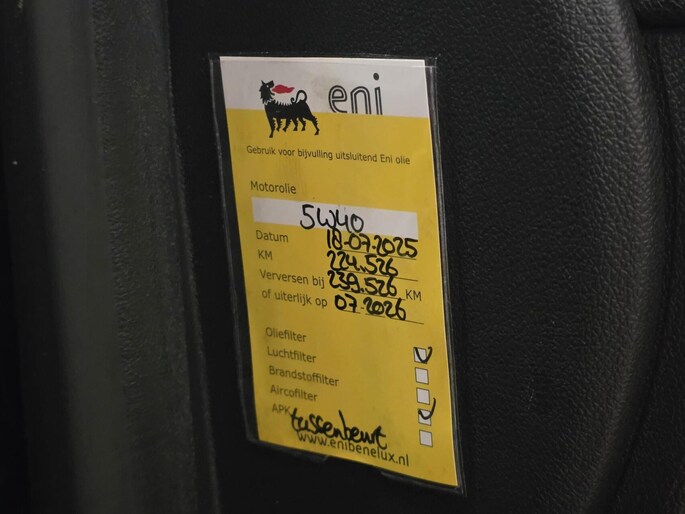 eni
Gebruik voor bijvulling uitsluitend Eni olie
Motorolie
5W40
Datum 18-07-2025
KM 224.526
Verversen bij 239.526 KM
of uiterlijk op 07-2026
Oliefilter
Luchtfilter
Brandstoffilter
Aircofilter
APK
tussenbeurt
www.enibenelux.nl